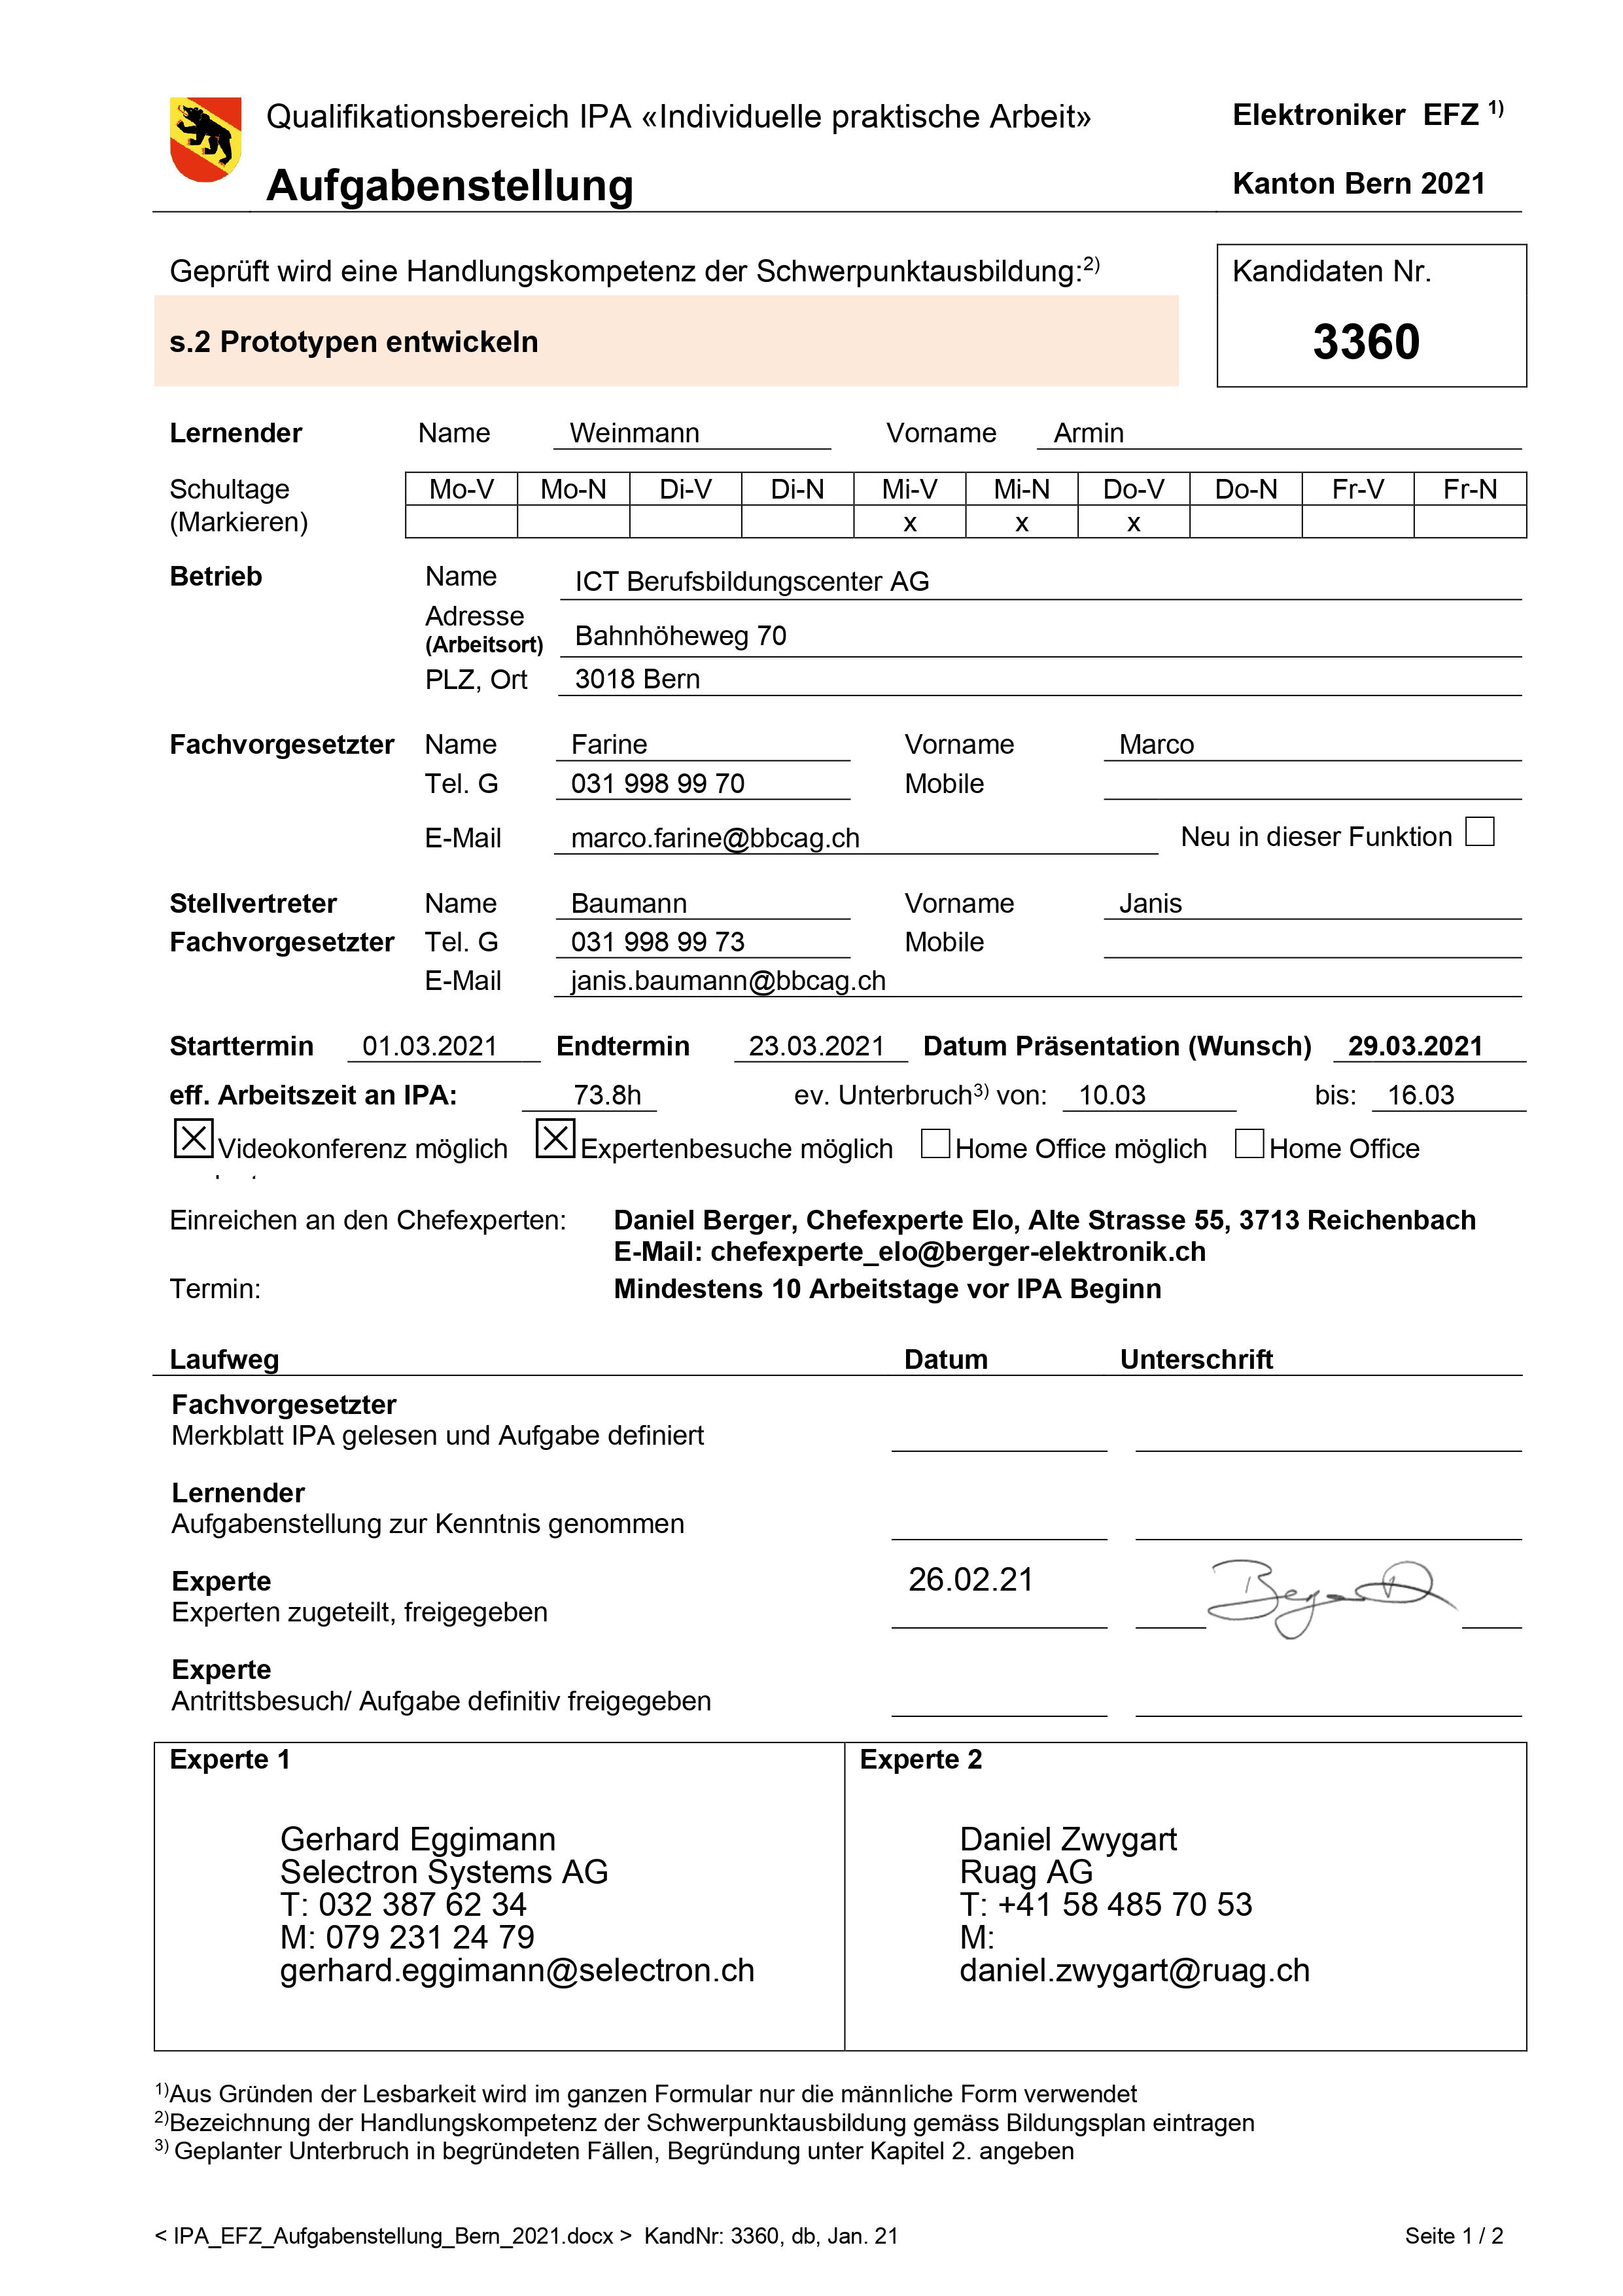 Qualifikationsbereich IPA «Individuelle praktische Arbeit» Elektroniker EFZ 1)
Aufgabenstellung Kanton Bern 2021
Geprüft wird eine Handlungskompetenz der Schwerpunktausbildung:2) Kandidaten Nr.
s.2 Prototypen entwickeln 3360
Lernender Name Weinmann Vorname Armin
Schultage Mo-V Mo-N Di-V Di-N Mi-V Mi-N Do-V Do-N Fr-V Fr-N
(Markieren) x x x
Betrieb Name ICT Berufsbildungscenter AG
Adresse
(Arbeitsort) Bahnhöheweg 70
PLZ, Ort 3018 Bern
Fachvorgesetzter Name Farine Vorname Marco
Tel. G 031 998 99 70 Mobile
E-Mail marco.farine@bbcag.ch Neu in dieser Funktion
Stellvertreter Name Baumann Vorname Janis
Fachvorgesetzter Tel. G 031 998 99 73 Mobile
E-Mail janis.baumann@bbcag.ch
Starttermin 01.03.2021 Endtermin 23.03.2021 Datum Präsentation (Wunsch) 29.03.2021
eff. Arbeitszeit an IPA: 73.8h ev. Unterbruch3) von: 10.03 bis: 16.03
Videokonferenz möglich Expertenbesuche möglich Home Office möglich Home Office
Einreichen an den Chefexperten: Daniel Berger, Chefexperte Elo, Alte Strasse 55, 3713 Reichenbach
E-Mail: chefexperte_elo@berger-elektronik.ch
Termin: Mindestens 10 Arbeitstage vor IPA Beginn
Laufweg Datum Unterschrift
Fachvorgesetzter
Merkblatt IPA gelesen und Aufgabe definiert
Lernender
Aufgabenstellung zur Kenntnis genommen
Experte 26.02.21
Experten zugeteilt, freigegeben
Experte
Antrittsbesuch/ Aufgabe definitiv freigegeben
Experte 1
Gerhard Eggimann
Selectron Systems AG
T: 032 387 62 34
M: 079 231 24 79
gerhard.eggimann@selectron.ch
Experte 2
Daniel Zwygart
Ruag AG
T: +41 58 485 70 53
M:
daniel.zwygart@ruag.ch
1)Aus Gründen der Lesbarkeit wird im ganzen Formular nur die männliche Form verwendet
2)Bezeichnung der Handlungskompetenz der Schwerpunktausbildung gemäss Bildungsplan eintragen
3) Geplanter Unterbruch in begründeten Fällen, Begründung unter Kapitel 2. angeben
< IPA_EFZ_Aufgabenstellung_Bern_2021.docx > KandNr: 3360, db, Jan. 21 Seite 1 / 2